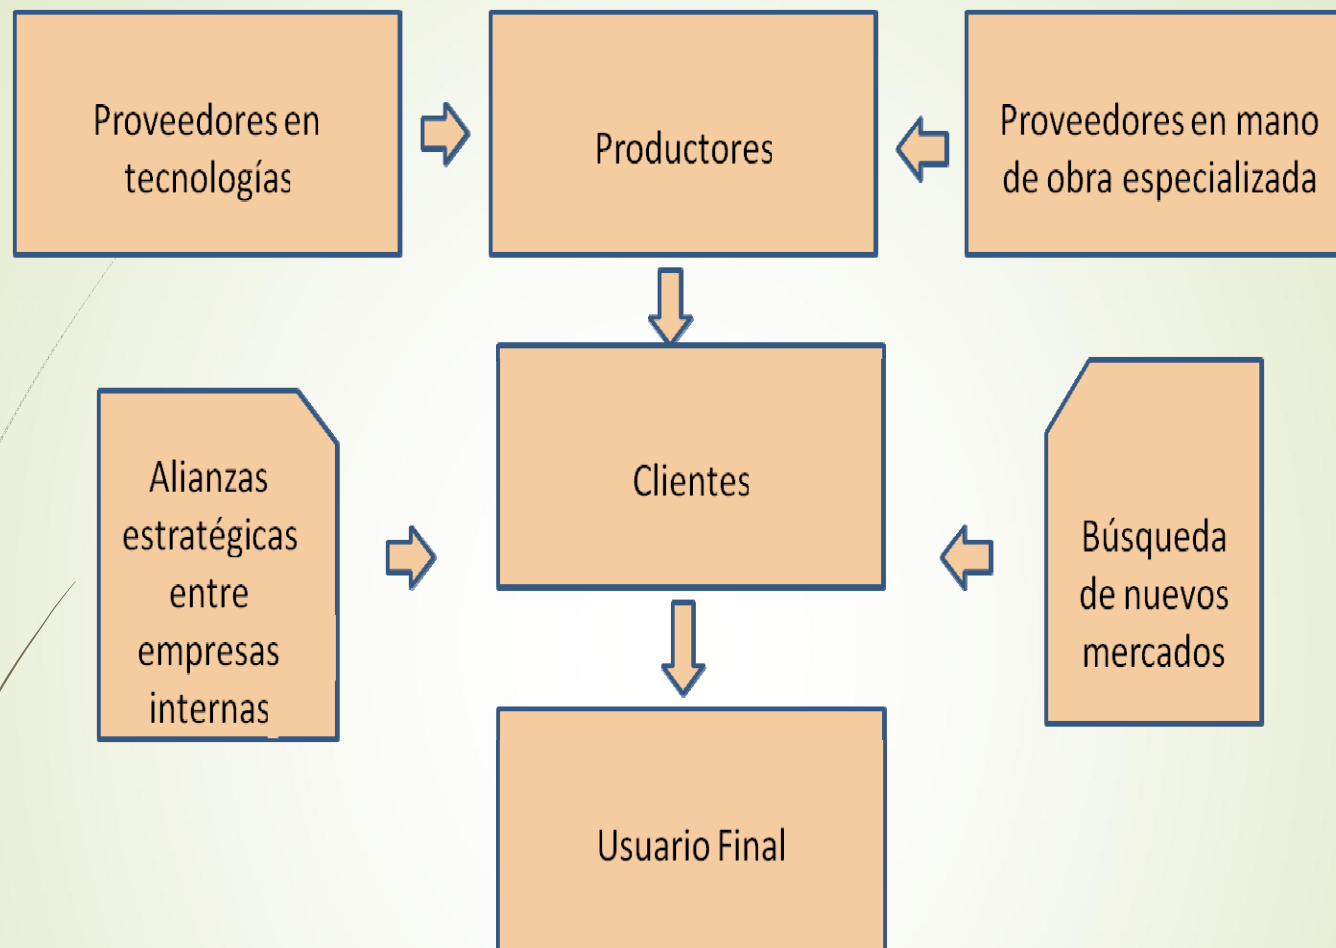 Proveedores en
tecnologías
Productores
Proveedores en mano
de obra especializada
Alianzas
estratégicas
entre
empresas
internas
Clientes
Búsqueda
de nuevos
mercados
Usuario Final